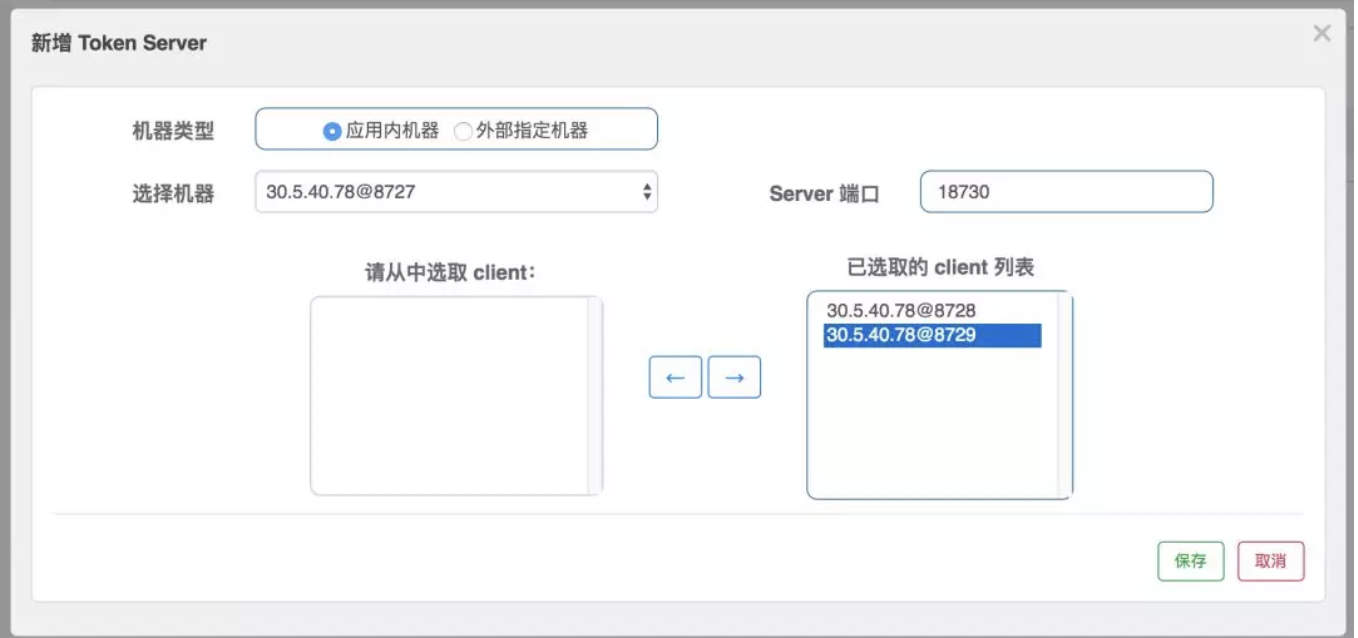 新增 Token Server
×
机器类型 应用内机器 外部指定机器
选择机器 30.5.40.78@8727 Server 端口 18730
请从中选取 client： 已选取的 client 列表
30.5.40.78@8728
30.5.40.78@8729
← →
保存 取消